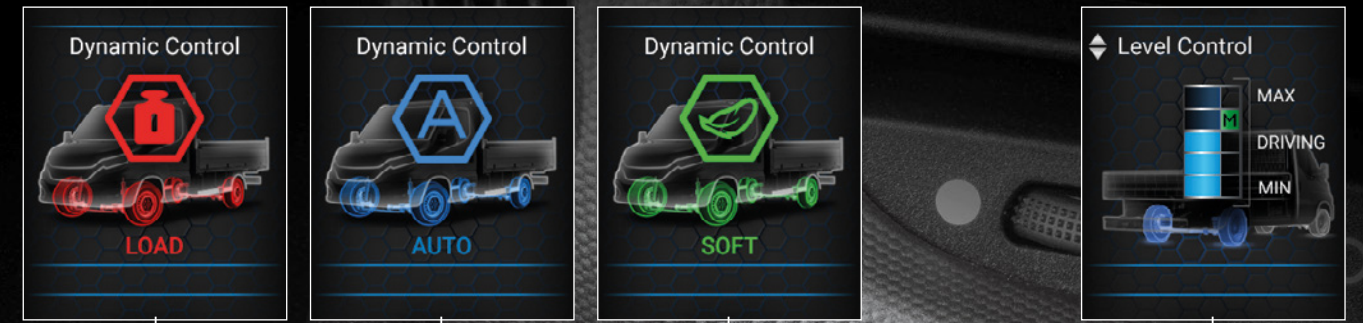 Dynamic Control
A
LOAD
Dynamic Control
AUTO
Dynamic Control
SOFT
Level Control
MAX
M
DRIVING
MIN